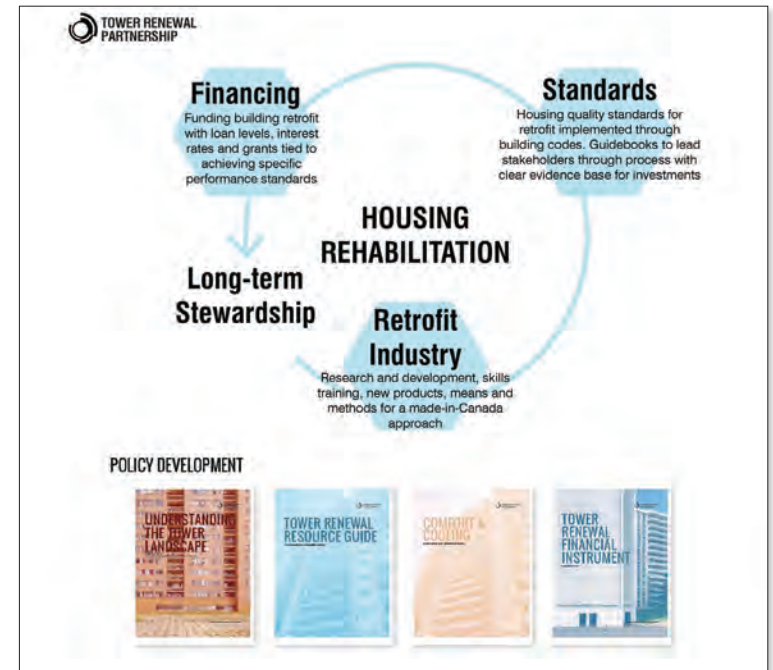 TOWER RENEWAL
PARTNERSHIP
Financing
Funding building retrofit
with loan levels, interest
rates and grants tied to
achieving specific
performance standards
Standards
Housing quality standards for
retrofit implemented through
building codes. Guidebooks to lead
stakeholders through process with
clear evidence base for investments
HOUSING
REHABILITATION
Long-term
Stewardship
Retrofit
Industry
Research and development, skills
training, new products, means and
methods for a made-in-Canada
approach
POLICY DEVELOPMENT
UNDERSTANDING
THE TOWER
LANDSCAPE
TOWER RENEWAL
RESOURCE GUIDE
COMFORT &
COOLING
TOWER
RENEWAL
FINANCIAL
INSTRUMENT